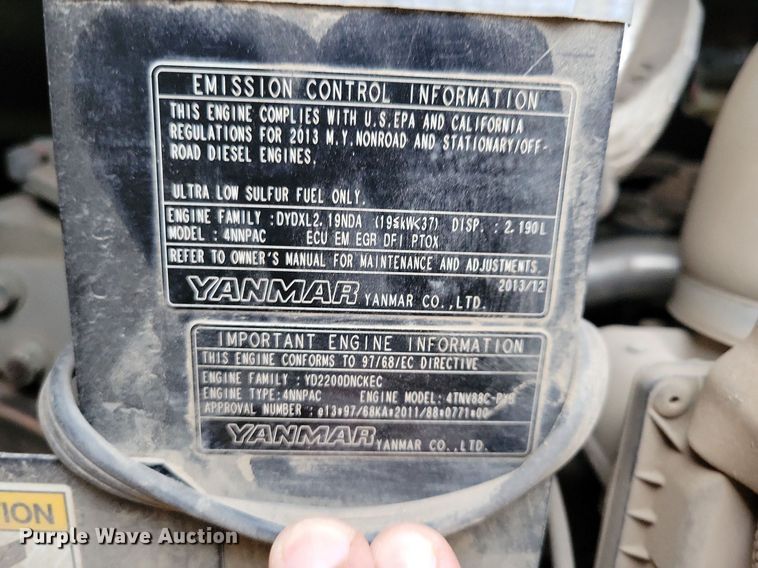 EMISSION CONTROL INFORMATION
THIS ENGINE COMPLIES WITH U.S.EPA AND CALIFORNIA
REGULATIONS FOR 2013 M.Y.NONROAD AND STATIONARY/OFF-
ROAD DIESEL ENGINES.
ULTRA LOW SULFUR FUEL ONLY.
ENGINE FAMILY :DYDXL2.19NDA (19≤kW<37) DISP. :2.190L
MODEL :4NNPAC ECU EM EGR DFI PTOX
REFER TO OWNER'S MANUAL FOR MAINTENANCE AND ADJUSTMENTS.
2013/12
YANMAR YANMAR CO.,LTD.
IMPORTANT ENGINE INFORMATION
THIS ENGINE CONFORMS TO 97/68/EC DIRECTIVE
ENGINE FAMILY :YD2200DNCKEC
ENGINE TYPE:4NNPAC ENGINE MODEL:
APPROVAL NUMBER :e13*97/68KA*2011/88*0771*00
YANMAR YANMAR CO.,LTD.
TION
Purple Wave Auction